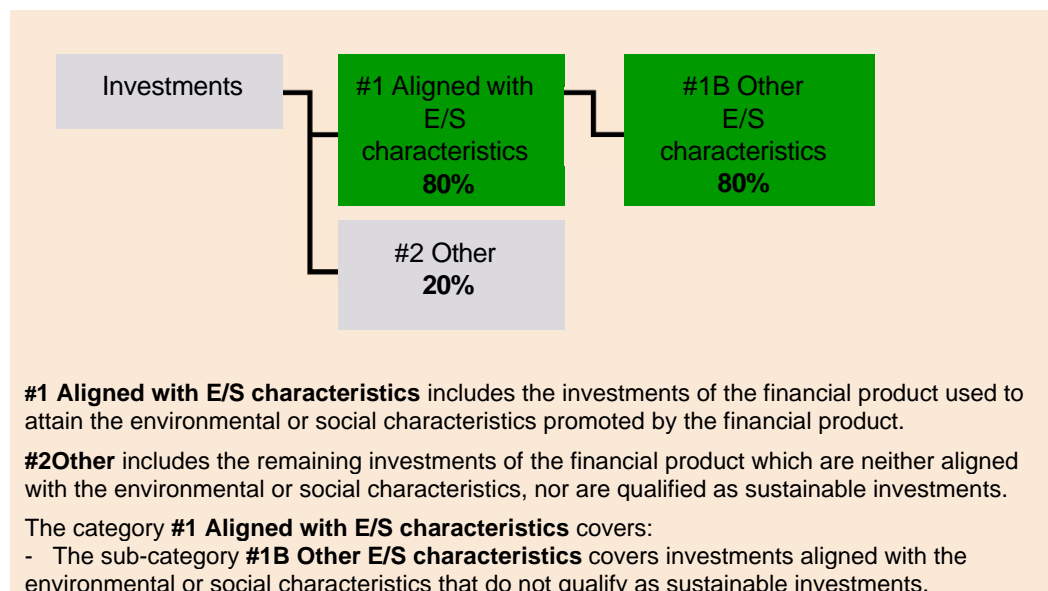 Investments
#1 Aligned with
E/S
characteristics
80%
#1B Other
E/S
characteristics
80%
#2 Other
20%
#1 Aligned with E/S characteristics includes the investments of the financial product used to
attain the environmental or social characteristics promoted by the financial product.
#2Other includes the remaining investments of the financial product which are neither aligned
with the environmental or social characteristics, nor are qualified as sustainable investments.
The category #1 Aligned with E/S characteristics covers:
- The sub-category #1B Other E/S characteristics covers investments aligned with the
environmental or social characteristics that do not qualify as sustainable investments.